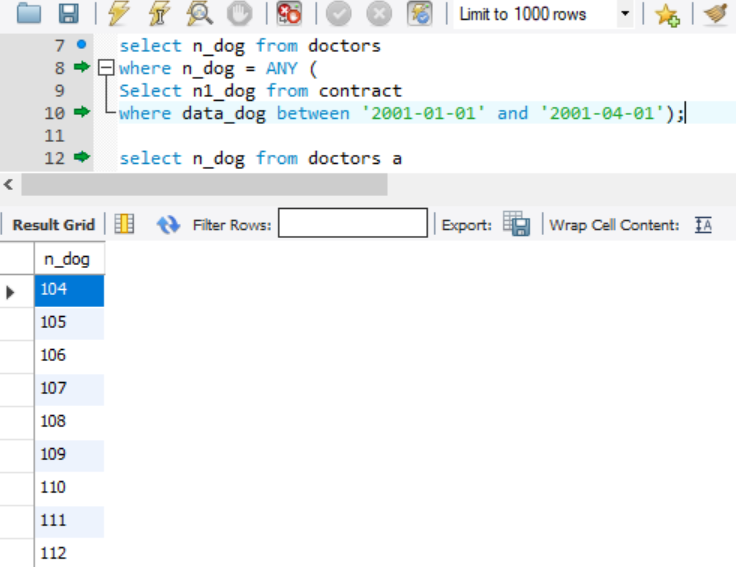 Limit to 1000 rows
7 select n_dog from doctors
8 where n_dog = ANY (
9 Select n1_dog from contract
10 where data_dog between '2001-01-01' and '2001-04-01');
11
12 select n_dog from doctors a
Result Grid Filter Rows: Export: Wrap Cell Content: IA
n_dog
104
105
106
107
108
109
110
111
112